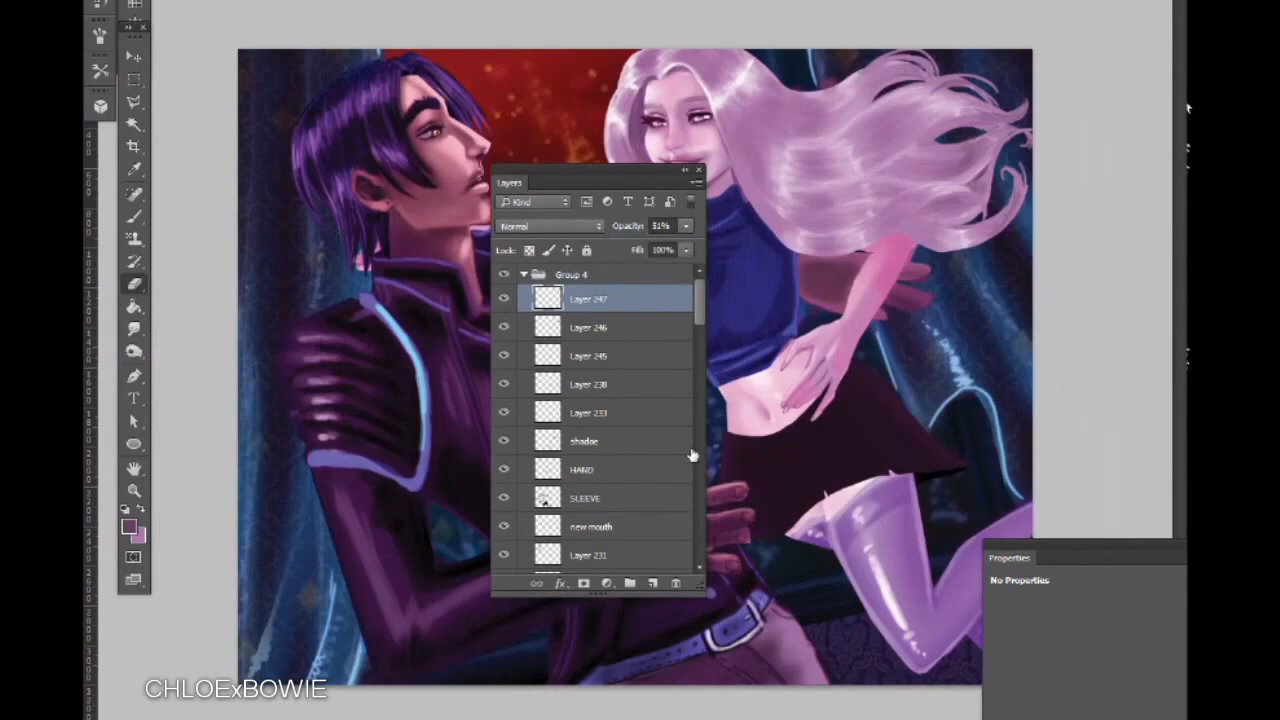 Layers
Kind
Normal
Opacity: 51%
Lock:
Fill: 100%
Group 4
Layer 247
Layer 246
Layer 245
Layer 238
Layer 233
shadoe
HAND
SLEEVE
new mouth
Layer 231
Properties
No Properties
CHLOExBOWIE